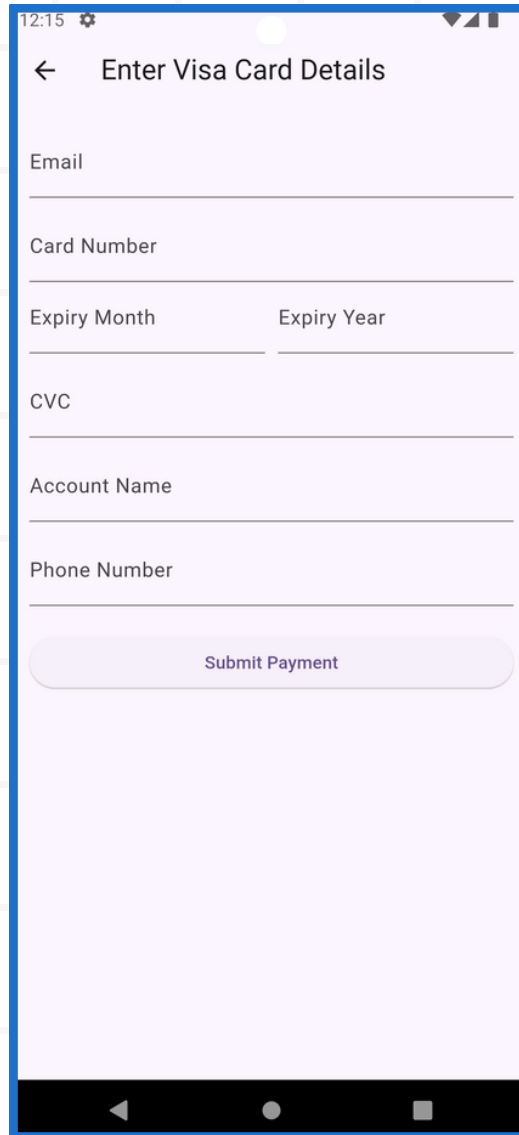 12:15
Enter Visa Card Details
Email
Card Number
Expiry Month Expiry Year
CVC
Account Name
Phone Number
Submit Payment